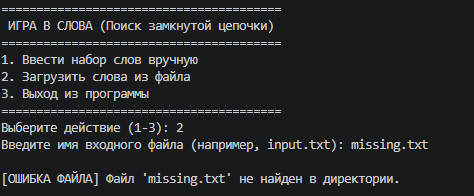 ========================================
ИГРА В СЛОВА (Поиск замкнутой цепочки)
========================================
1. Ввести набор слов вручную
2. Загрузить слова из файла
3. Выход из программы
========================================
Выберите действие (1-3): 2
Введите имя входного файла (например, input.txt): missing.txt
[ОШИБКА ФАЙЛА] Файл 'missing.txt' не найден в директории.